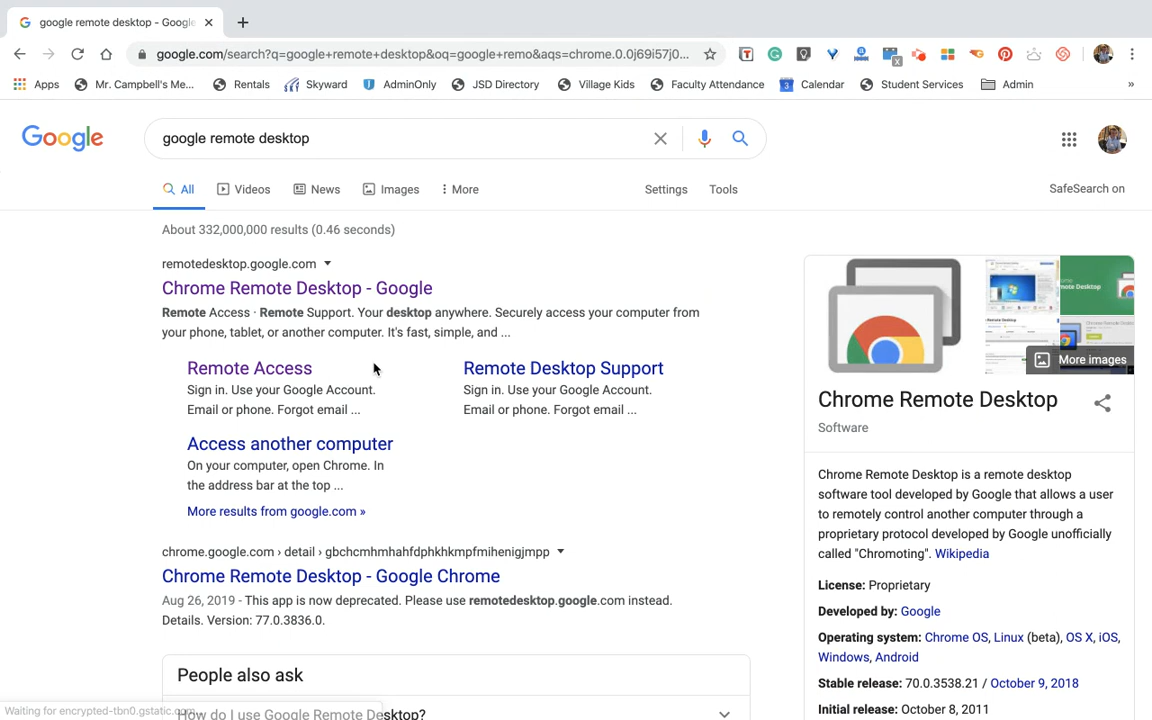 google remote desktop - Google
google.com/search?q=google+remote+desktop&oq=google+remo&aqs=chrome.0.0j69i57j0...
Apps
Mr. Campbell's Me...
Rentals
Skyward
AdminOnly
JSD Directory
Village Kids
Faculty Attendance
Calendar
Student Services
Admin
»
Google
google remote desktop
All
Videos
News
Images
More
Settings
Tools
SafeSearch on
About 332,000,000 results (0.46 seconds)
remotedesktop.google.com
Chrome Remote Desktop - Google
Remote Access · Remote Support. Your desktop anywhere. Securely access your computer from
your phone, tablet, or another computer. It's fast, simple, and ...
Remote Access
Sign in. Use your Google Account.
Email or phone. Forgot email ...
Remote Desktop Support
Sign in. Use your Google Account.
Email or phone. Forgot email ...
Access another computer
On your computer, open Chrome. In
the address bar at the top ...
More results from google.com »
chrome.google.com › detail › gbchcmhmhahfdphkhkmpfmihenigjmpp
Chrome Remote Desktop - Google Chrome
Aug 26, 2019 - This app is now deprecated. Please use remotedesktop.google.com instead.
Details. Version: 77.0.3836.0.
People also ask
How do I use Google Remote Desktop?
Waiting for encrypted-tbn0.gstatic.com...
More images
Chrome Remote Desktop
Software
Chrome Remote Desktop is a remote desktop
software tool developed by Google that allows a user
to remotely control another computer through a
proprietary protocol developed by Google unofficially
called "Chromoting". Wikipedia
License: Proprietary
Developed by: Google
Operating system: Chrome OS, Linux (beta), OS X, iOS,
Windows, Android
Stable release: 70.0.3538.21 / October 9, 2018
Initial release: October 8, 2011